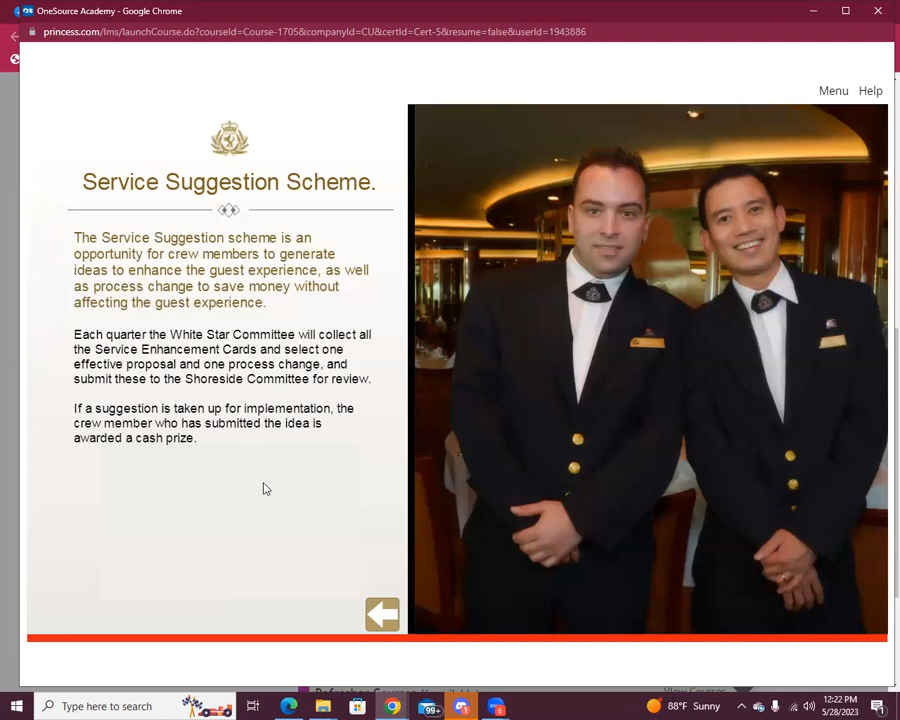 OneSource Academy - Google Chrome
princess.com/lms/launchCourse.do?courseId=Course-1705&companyId=CU&certId=Cert-5&resume=false&userId=1943886
Menu Help
Service Suggestion Scheme.
The Service Suggestion scheme is an
opportunity for crew members to generate
ideas to enhance the guest experience, as well
as process change to save money without
affecting the guest experience.
Each quarter the White Star Committee will collect all
the Service Enhancement Cards and select one
effective proposal and one process change, and
submit these to the Shoreside Committee for review.
If a suggestion is taken up for implementation, the
crew member who has submitted the idea is
awarded a cash prize.
Type here to search
99+
6
88°F Sunny
12:22 PM
5/28/2023